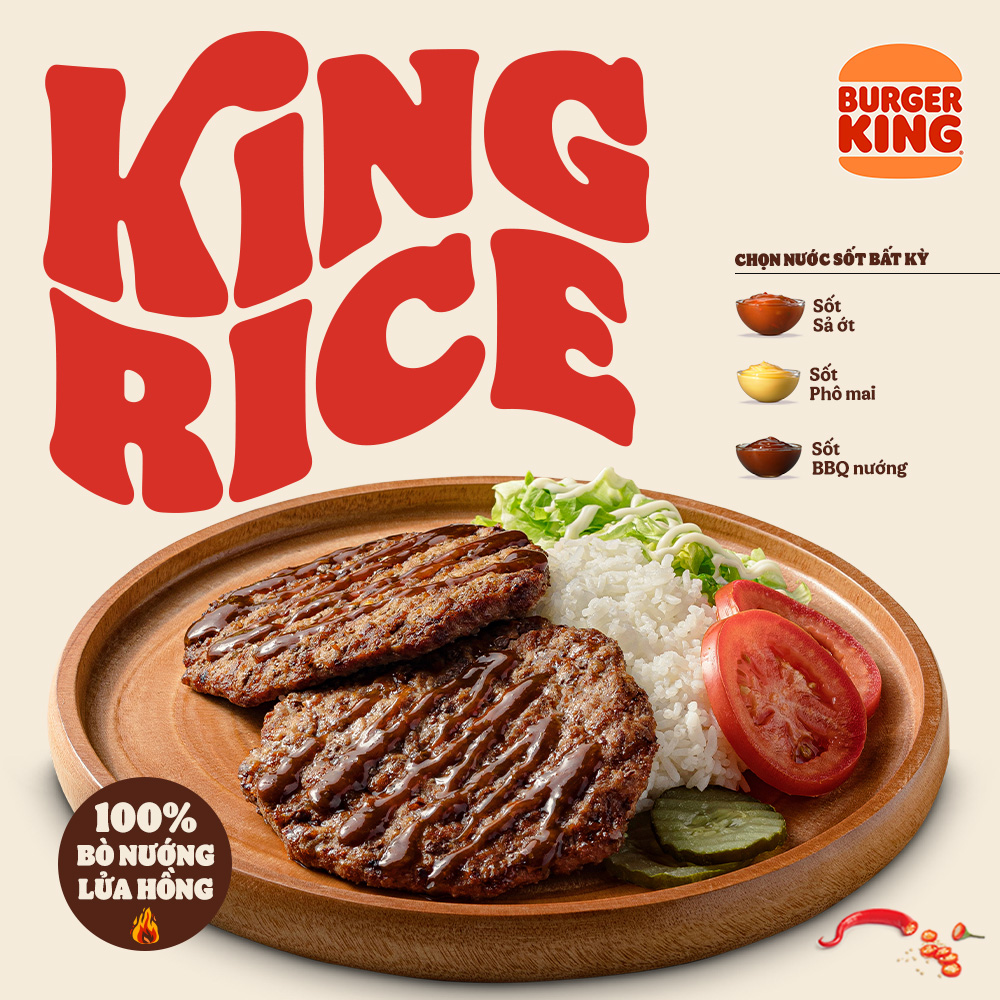 KING
RICE
BURGER
KING
CHỌN NƯỚC SỐT BẤT KỲ
Sốt
Sả ớt
Sốt
Phô mai
Sốt
BBQ nướng
100%
BÒ NƯỚNG
LỬA HỒNG